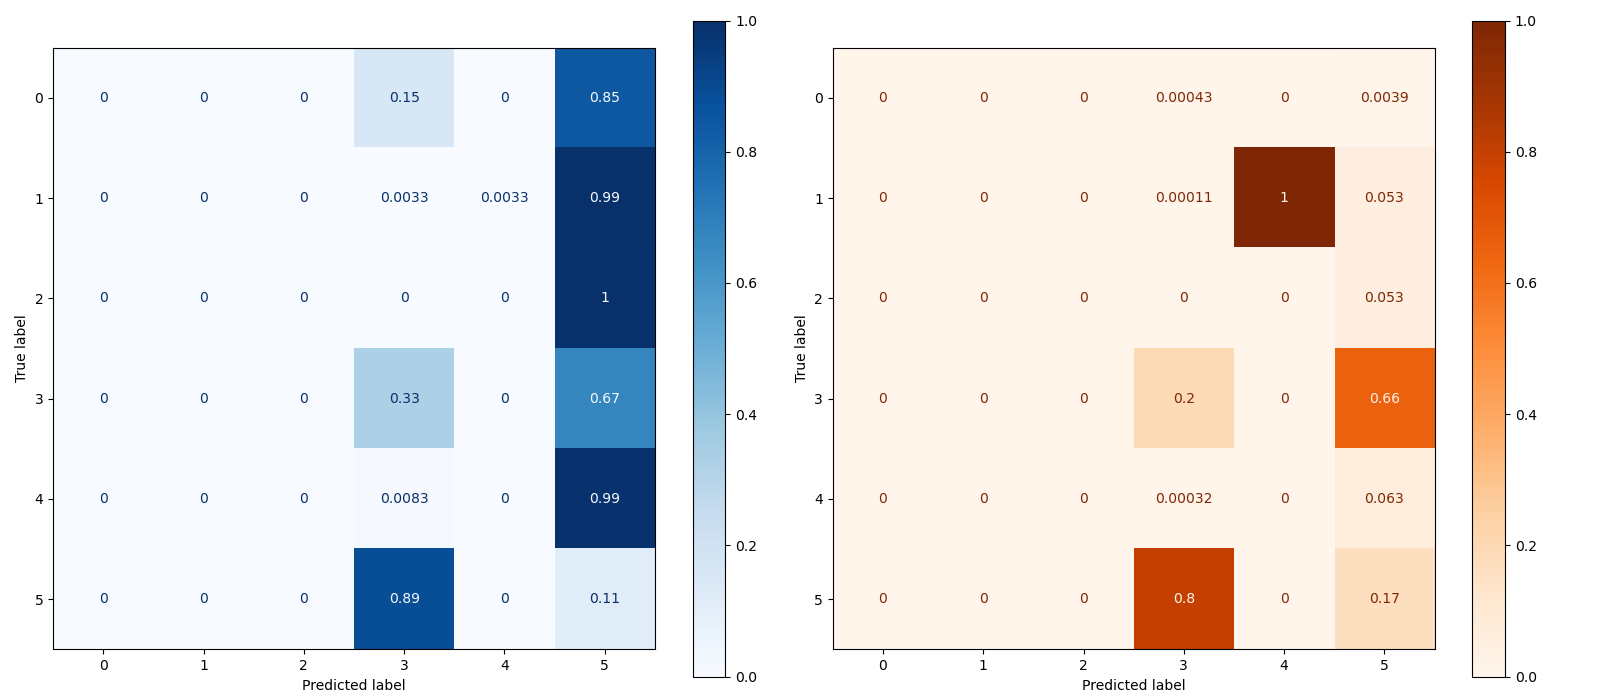 1.0
0 0 0 0 0.15 0 0.85
0.8
1 0 0 0 0.0033 0.0033 0.99
0.6
2 0 0 0 0 0 1
True label
0.4
3 0 0 0 0.33 0 0.67
4 0 0 0 0.0083 0 0.99
0.2
5 0 0 0 0.89 0 0.11
0.0
0 1 2 3 4 5
Predicted label
1.0
0 0 0 0 0.00043 0 0.0039
0.8
1 0 0 0 0.00011 1 0.053
0.6
2 0 0 0 0 0 0.053
True label
0.4
3 0 0 0 0.2 0 0.66
4 0 0 0 0.00032 0 0.063
0.2
5 0 0 0 0.8 0 0.17
0.0
0 1 2 3 4 5
Predicted label